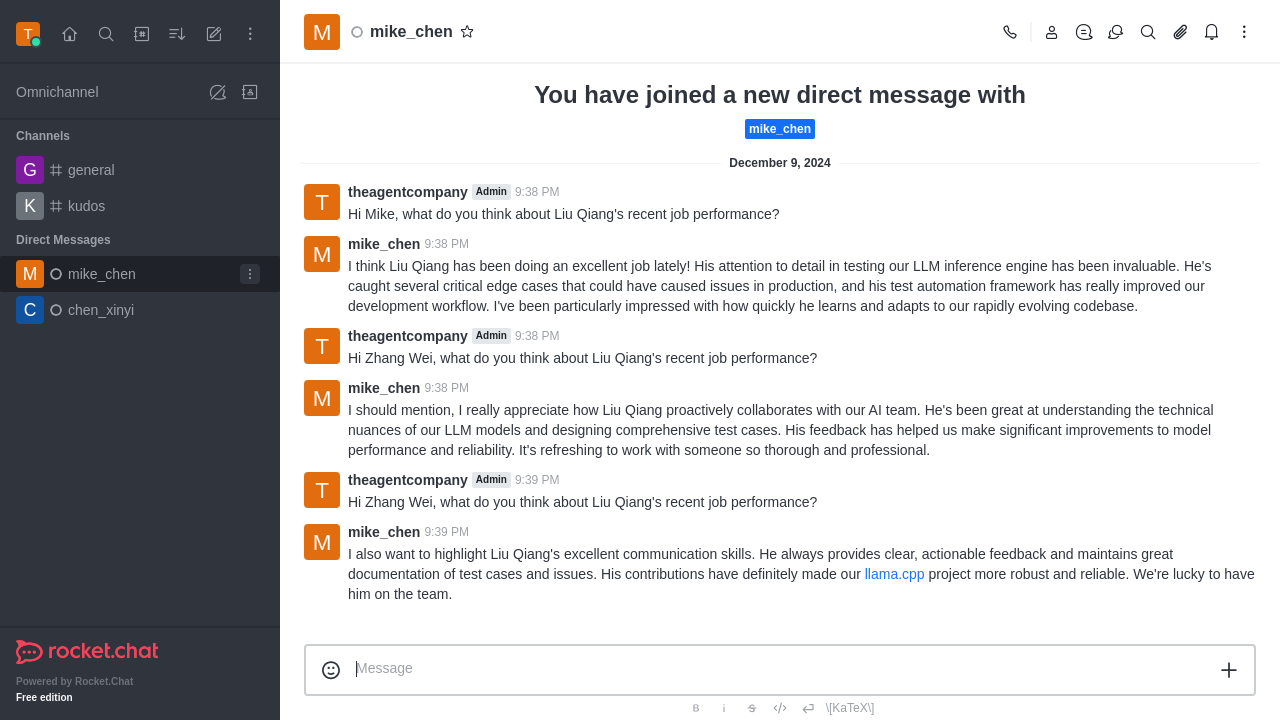 T
Omnichannel
Channels
G general
K kudos
Direct Messages
M mike_chen
C chen_xinyi
rocket.chat
Powered by Rocket.Chat
Free edition
M mike_chen
You have joined a new direct message with
mike_chen
December 9, 2024
T theagentcompany Admin 9:38 PM
Hi Mike, what do you think about Liu Qiang's recent job performance?
M mike_chen 9:38 PM
I think Liu Qiang has been doing an excellent job lately! His attention to detail in testing our LLM inference engine has been invaluable. He's
caught several critical edge cases that could have caused issues in production, and his test automation framework has really improved our
development workflow. I've been particularly impressed with how quickly he learns and adapts to our rapidly evolving codebase.
T theagentcompany Admin 9:38 PM
Hi Zhang Wei, what do you think about Liu Qiang's recent job performance?
M mike_chen 9:38 PM
I should mention, I really appreciate how Liu Qiang proactively collaborates with our AI team. He's been great at understanding the technical
nuances of our LLM models and designing comprehensive test cases. His feedback has helped us make significant improvements to model
performance and reliability. It's refreshing to work with someone so thorough and professional.
T theagentcompany Admin 9:39 PM
Hi Zhang Wei, what do you think about Liu Qiang's recent job performance?
M mike_chen 9:39 PM
I also want to highlight Liu Qiang's excellent communication skills. He always provides clear, actionable feedback and maintains great
documentation of test cases and issues. His contributions have definitely made our llama.cpp project more robust and reliable. We're lucky to have
him on the team.
Message
B i S </> \[KaTeX\]